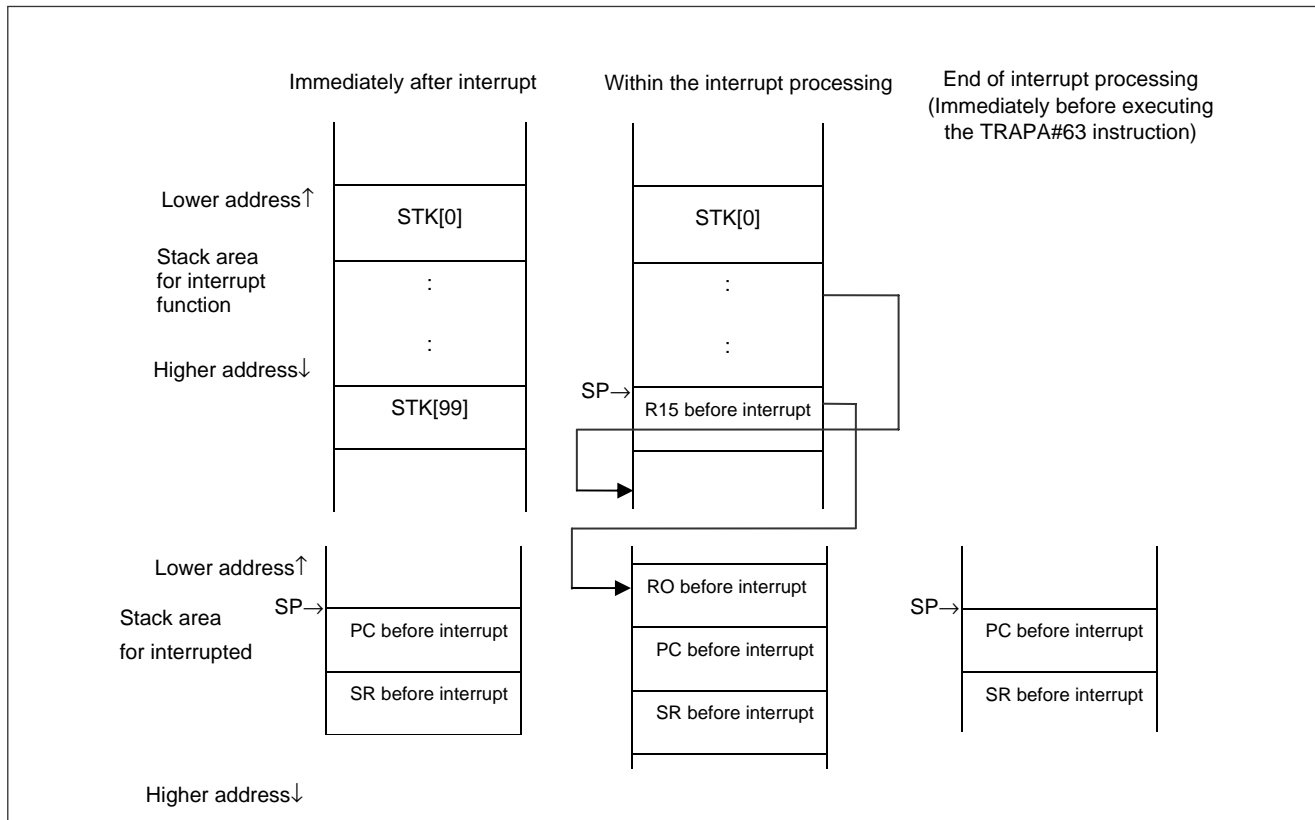 Immediately after interrupt
Within the interrupt processing
End of interrupt processing
(Immediately before executing
the TRAPA#63 instruction)
Lower address↑
STK[0]
STK[0]
Stack area
for interrupt
function
:
:
:
:
Higher address↓
SP→
STK[99]
R15 before interrupt
Lower address↑
RO before interrupt
SP→
SP→
Stack area
for interrupted
PC before interrupt
PC before interrupt
PC before interrupt
SR before interrupt
SR before interrupt
SR before interrupt
Higher address↓